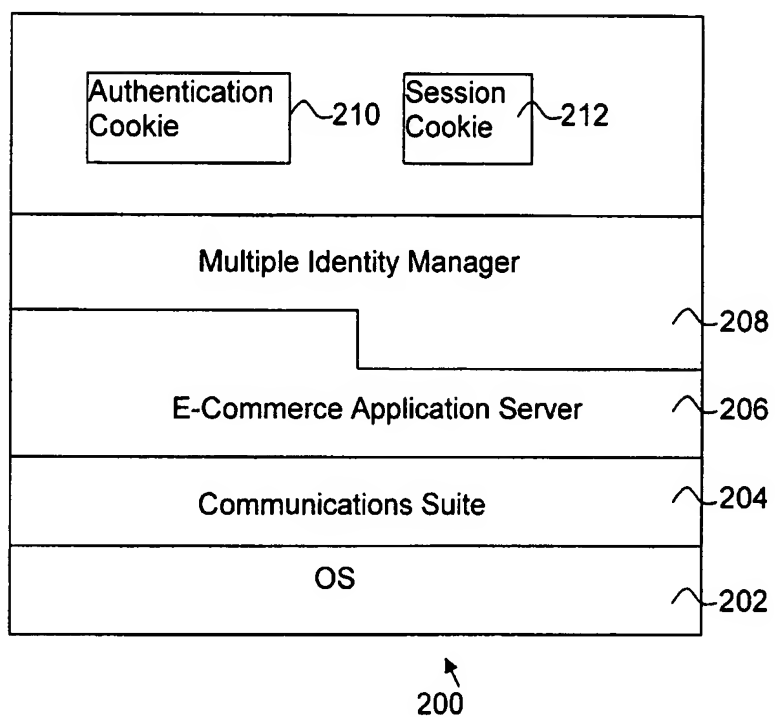 Authentication
Cookie
210
Session
Cookie
212
Multiple Identity Manager
208
E-Commerce Application Server
206
Communications Suite
204
OS
202
200